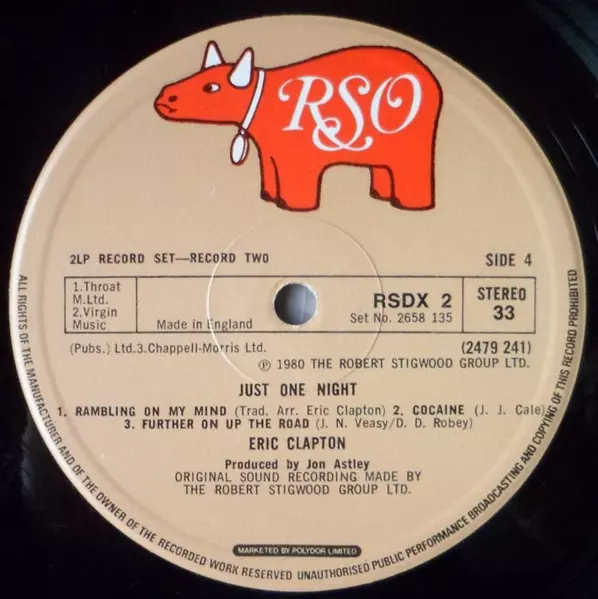 RSO
2LP RECORD SET—RECORD TWO
SIDE 4
1.Throat
M.Ltd.
2.Virgin
Music
Made in England
RSDX 2
Set No. 2658 135
STEREO
33
(Pubs.) Ltd.3.Chappell-Morris Ltd.
(2479 241)
℗ 1980 THE ROBERT STIGWOOD GROUP LTD.
JUST ONE NIGHT
1. RAMBLING ON MY MIND (Trad. Arr. Eric Clapton) 2. COCAINE (J. J. Cale)
3. FURTHER ON UP THE ROAD (J. N. Veasy/D. D. Robey)
ERIC CLAPTON
Produced by Jon Astley
ORIGINAL SOUND RECORDING MADE BY
THE ROBERT STIGWOOD GROUP LTD.
MARKETED BY POLYDOR LIMITED
ALL RIGHTS OF THE MANUFACTURER AND OF THE OWNER OF THE RECORDED WORK RESERVED UNAUTHORISED PUBLIC PERFORMANCE BROADCASTING AND COPYING OF THIS RECORD PROHIBITED